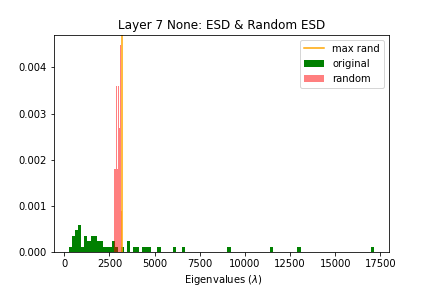 Layer 7 None: ESD & Random ESD
max rand
original
random
0.004
0.003
0.002
0.001
0.000
0 2500 5000 7500 10000 12500 15000 17500
Eigenvalues (λ)